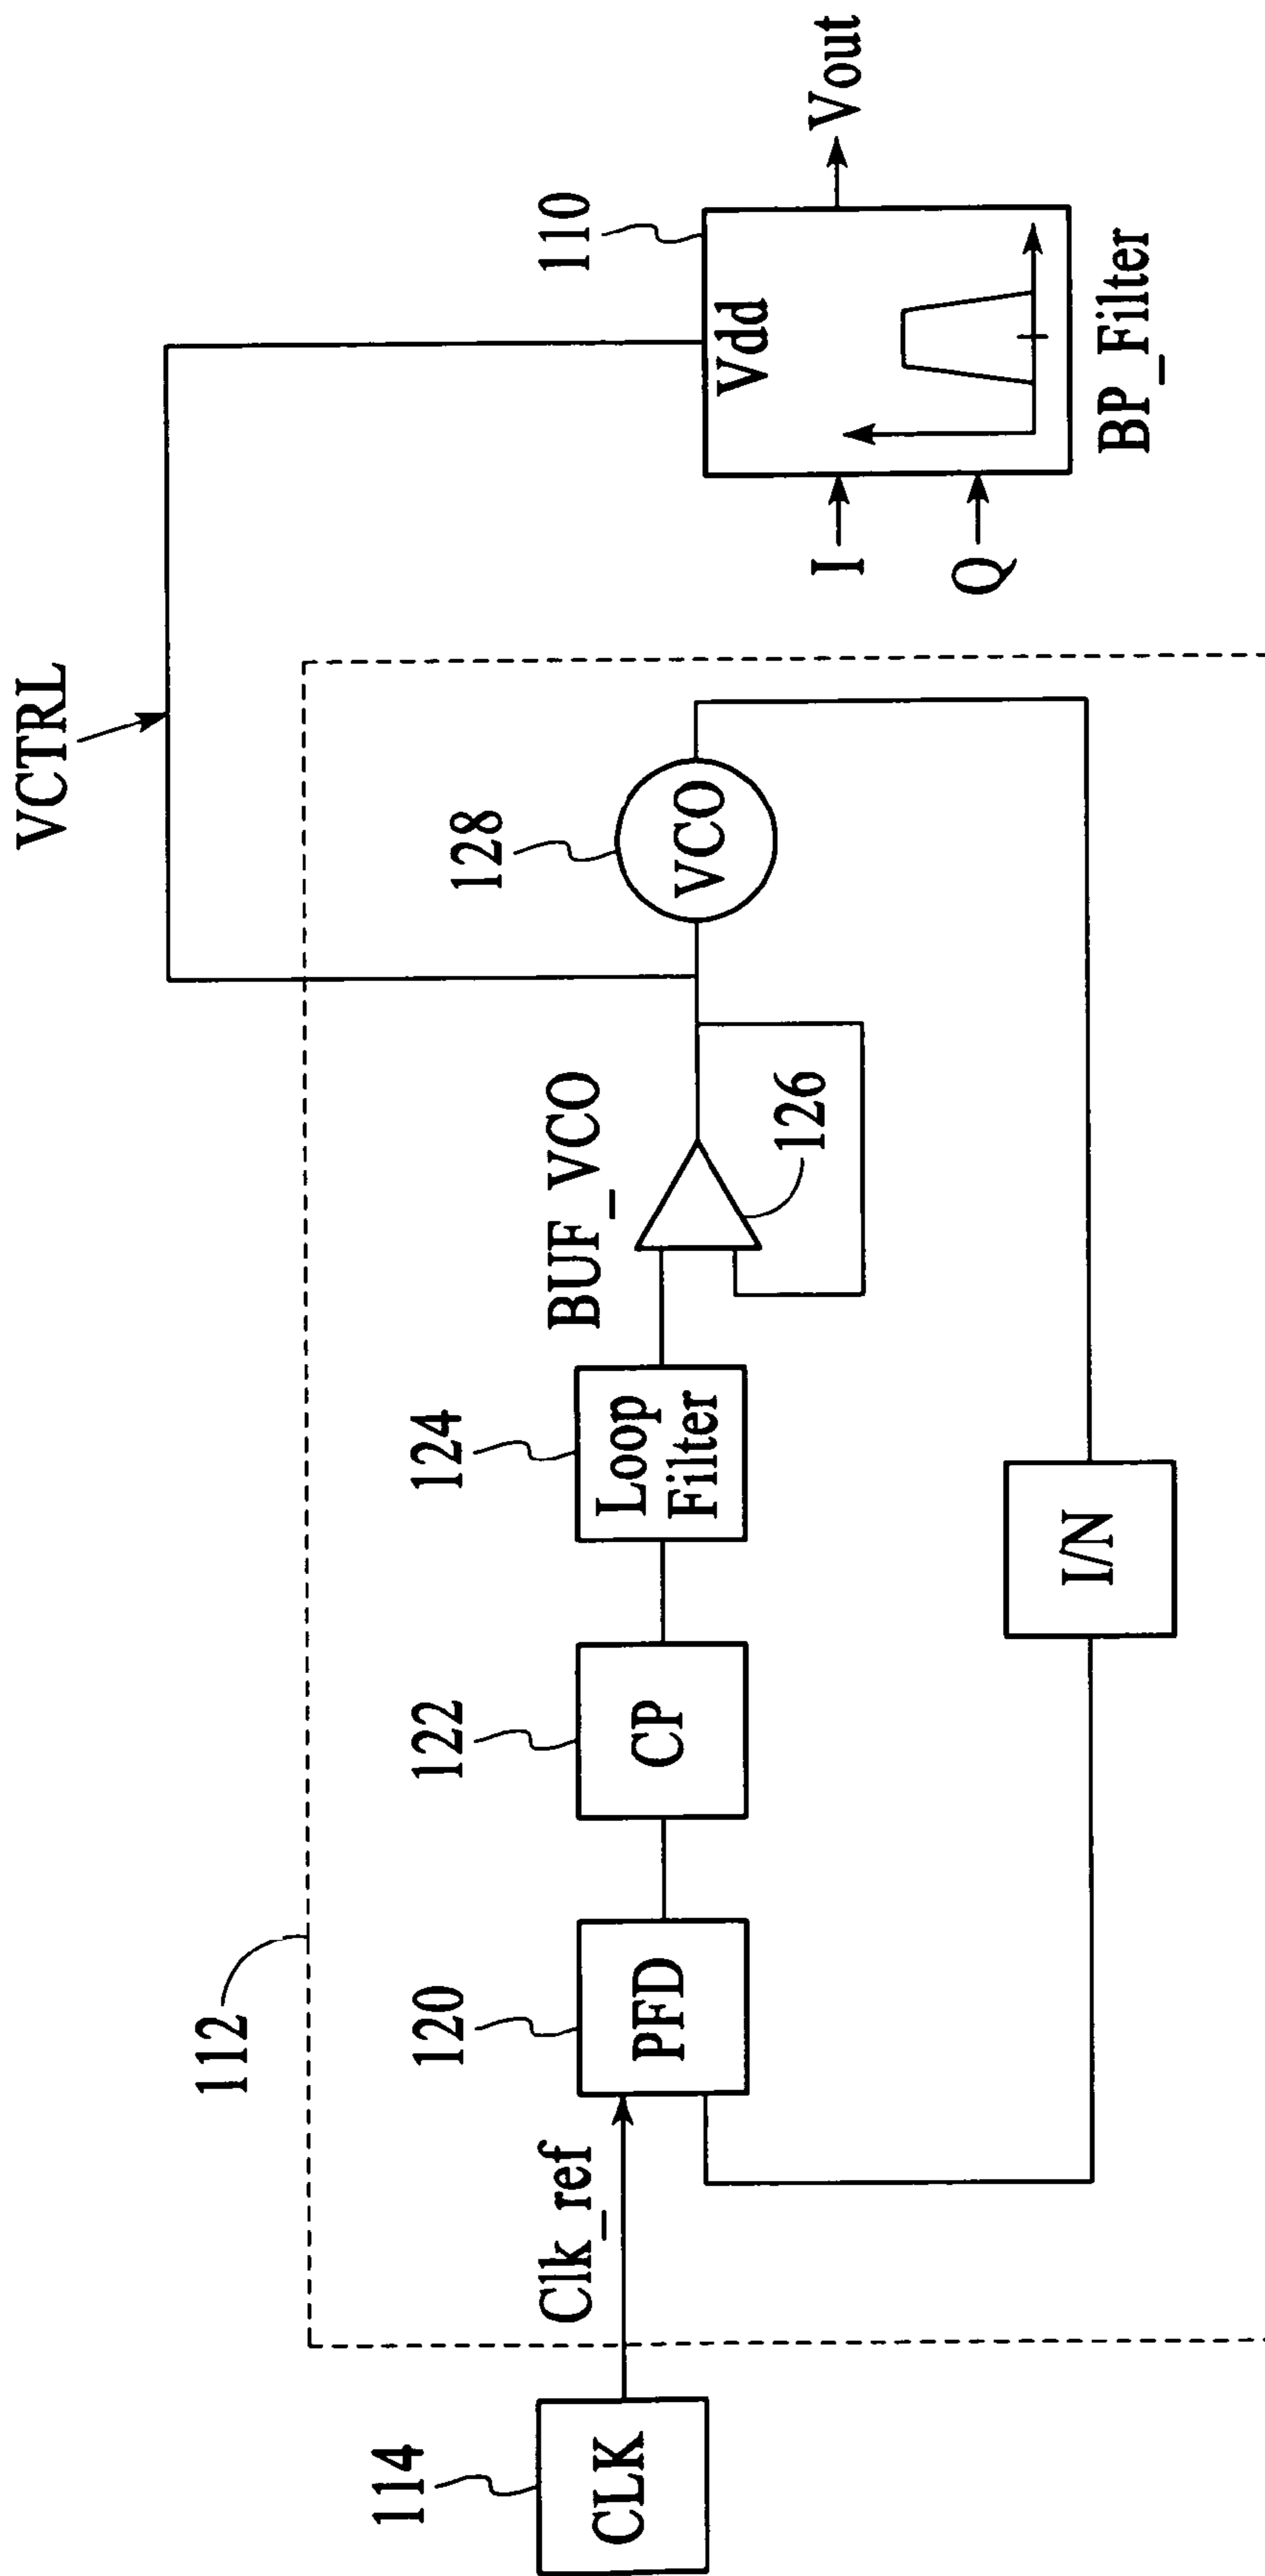 VCTRL
112
114
CLK
Clk_ref
120
PFD
122
CP
124
Loop
Filter
BUF_VCO
126
128
VCO
I/N
110
Vdd
I
Q
Vout
BP_Filter